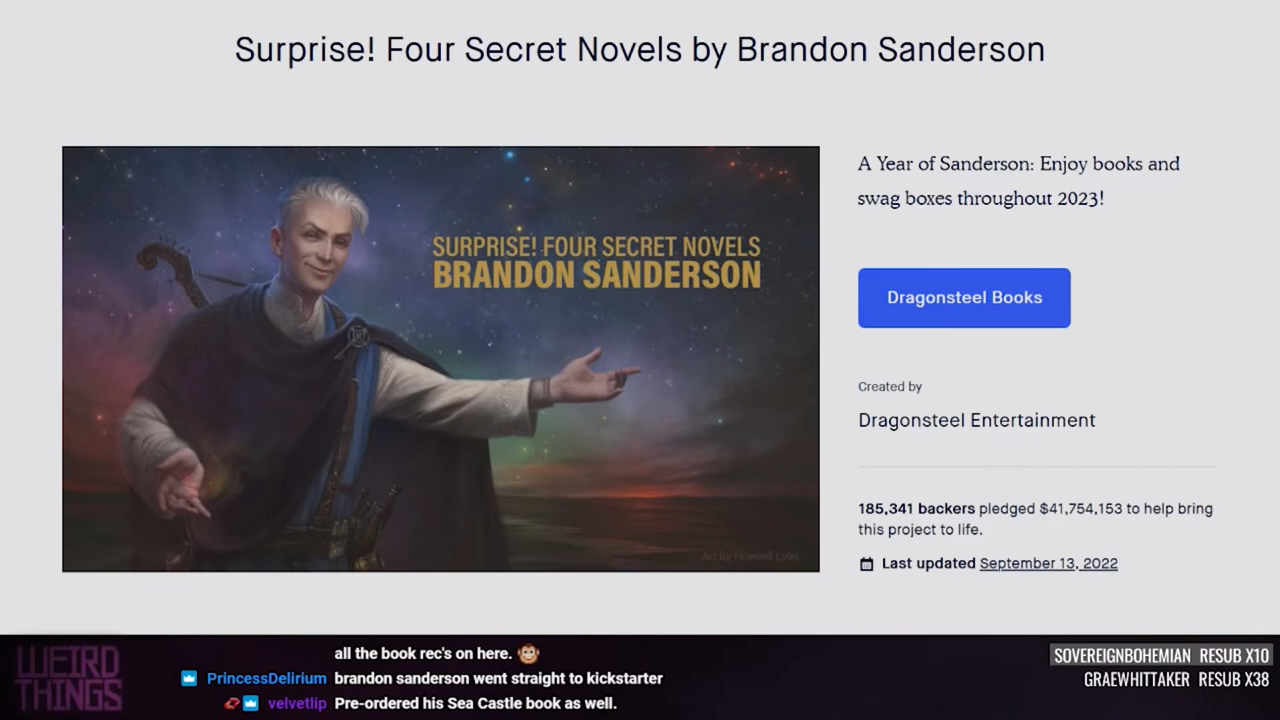 Surprise! Four Secret Novels by Brandon Sanderson
SURPRISE! FOUR SECRET NOVELS
BRANDON SANDERSON
Art by Howard Lyon
A Year of Sanderson: Enjoy books and
swag boxes throughout 2023!
Dragonsteel Books
Created by
Dragonsteel Entertainment
185,341 backers pledged $41,754,153 to help bring
this project to life.
Last updated September 13, 2022
WEIRD
THINGS
all the book rec's on here.
PrincessDelirium brandon sanderson went straight to kickstarter
velvetlip Pre-ordered his Sea Castle book as well.
SOVEREIGNBOHEMIAN RESUB X10
GRAEWHITTAKER RESUB X38